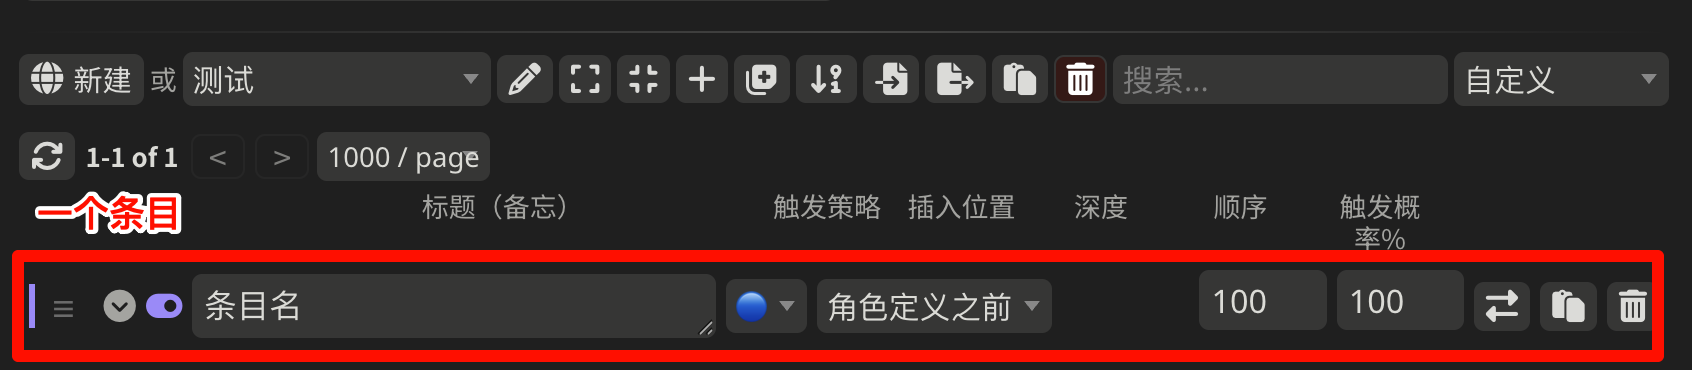 新建 或 测试 搜索... 自定义
1-1 of 1 < > 1000 / page
一个条目
标题（备忘） 触发策略 插入位置 深度 顺序 触发概率%
条目名 角色定义之前 100 100